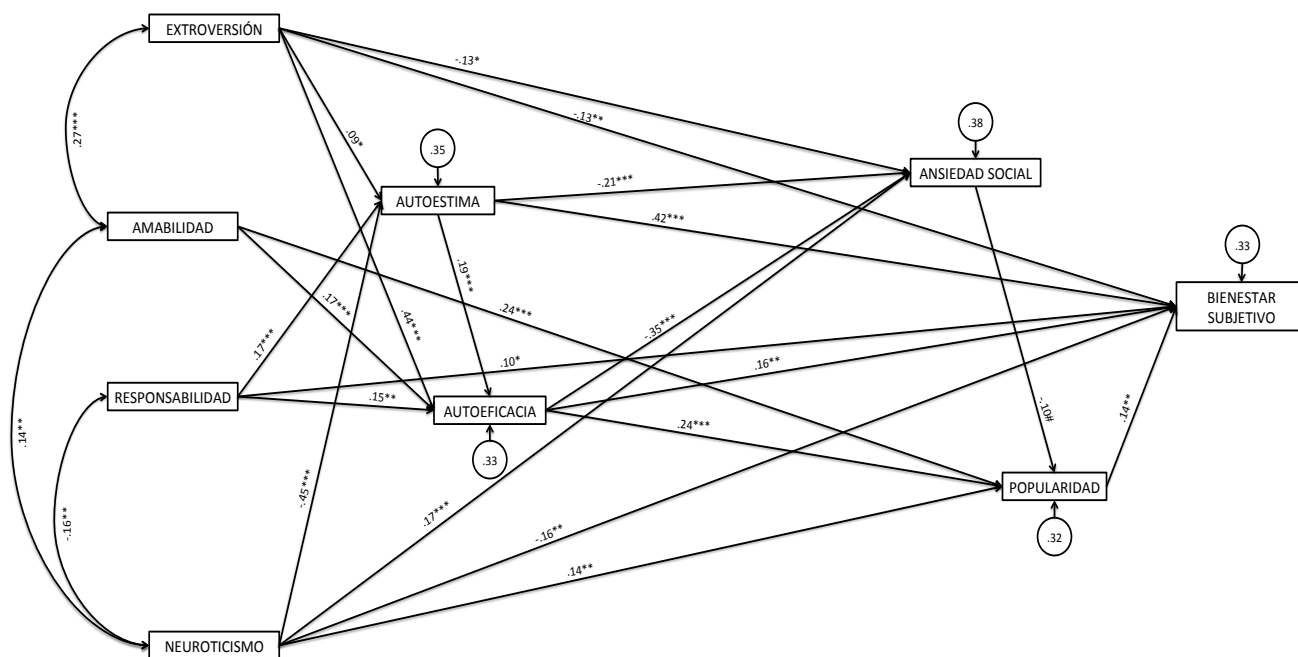 EXTROVERSIÓN
-.13*
-.13**
.38
.27***
.09*
.35
ANSIEDAD SOCIAL
AUTOESTIMA
-.21***
.42***
AMABILIDAD
.33
.19***
.17***
.44***
.24***
-.35***
BIENESTAR
SUBJETIVO
.17***
.10*
.16**
RESPONSABILIDAD
.15**
AUTOEFICACIA
-.10#
.14**
.24***
.14**
.33
-.45***
POPULARIDAD
-.16**
.17***
-.16**
.32
.14**
NEUROTICISMO